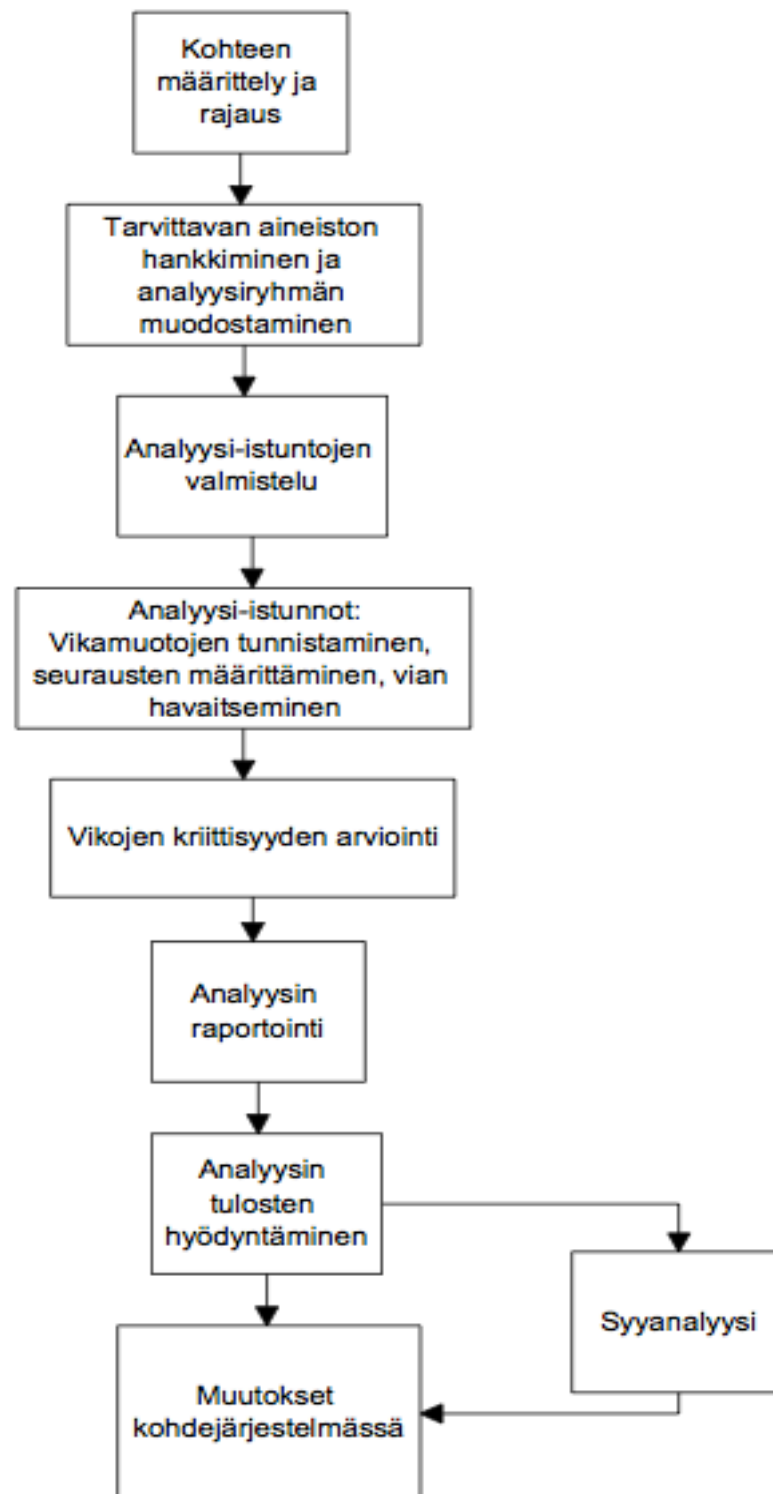 Kohteen
määrittely ja
rajaus
Tarvittavan aineiston
hankkiminen ja
analyysiryhmän
muodostaminen
Analyysi-istuntojen
valmistelu
Analyysi-istunnot:
Vikamuotojen tunnistaminen,
seurausten määrittäminen, vian
havaitseminen
Vikojen kriittisyyden arviointi
Analyysin
raportointi
Analyysin
tulosten
hyödyntäminen
Syyanalyysi
Muutokset
kohdejärjestelmässä